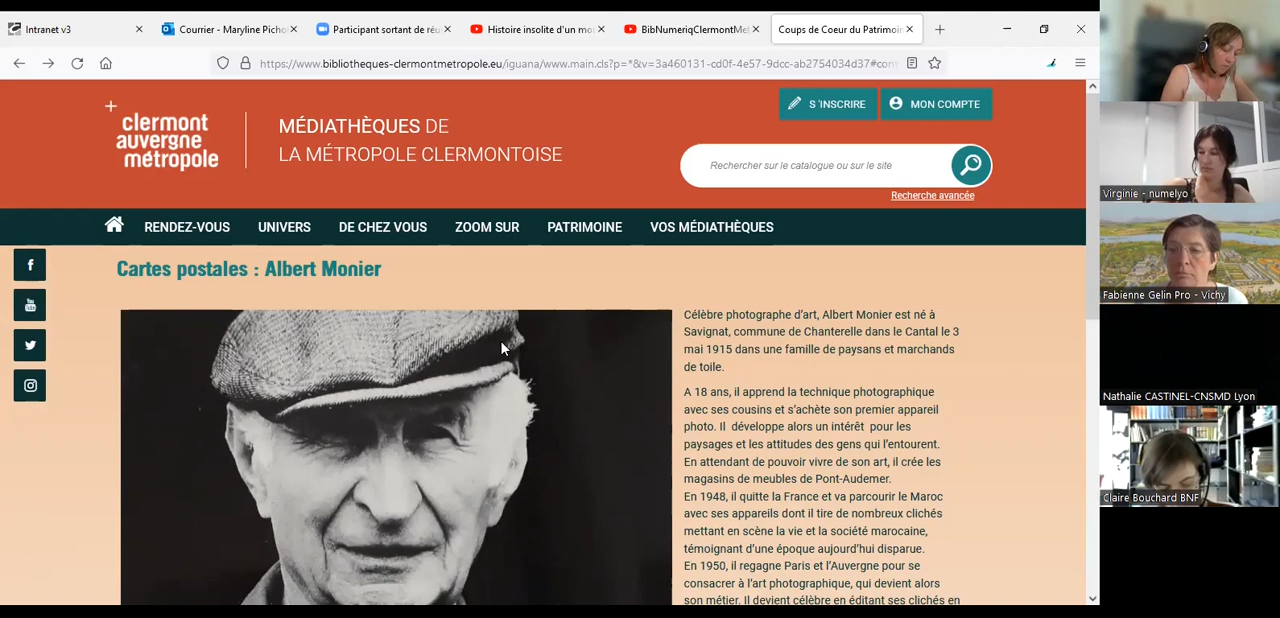 Intranet v3
Courrier - Maryline Pichol
Participant sortant de réu
Histoire insolite d'un mo
BibNumeriqClermontMet
Coups de Coeur du Patrimoin
https://www.bibliotheques-clermontmetropole.eu/iguana/www.main.cls?p=*&v=3a460131-cd0f-4e57-9dcc-ab2754034d37#con
clermont
auvergne
métropole
MÉDIATHÈQUES DE
LA MÉTROPOLE CLERMONTOISE
S'INSCRIRE
MON COMPTE
Rechercher sur le catalogue ou sur le site
Recherche avancée
RENDEZ-VOUS
UNIVERS
DE CHEZ VOUS
ZOOM SUR
PATRIMOINE
VOS MÉDIATHÈQUES
Cartes postales : Albert Monier
Célèbre photographe d'art, Albert Monier est né à
Savignat, commune de Chanterelle dans le Cantal le 3
mai 1915 dans une famille de paysans et marchands
de toile.
A 18 ans, il apprend la technique photographique
avec ses cousins et s'achète son premier appareil
photo. Il développe alors un intérêt pour les
paysages et les attitudes des gens qui l'entourent.
En attendant de pouvoir vivre de son art, il crée les
magasins de meubles de Pont-Audemer.
En 1948, il quitte la France et va parcourir le Maroc
avec ses appareils dont il tire de nombreux clichés
mettant en scène la vie et la société marocaine,
témoignant d'une époque aujourd'hui disparue.
En 1950, il regagne Paris et l'Auvergne pour se
consacrer à l'art photographique, qui devient alors
son métier. Il devient célèbre en éditant ses clichés en
Virginie - numelyo
Fabienne Gelin Pro - Vichy
Nathalie CASTINEL-CNSMD Lyon
Claire Bouchard BNF